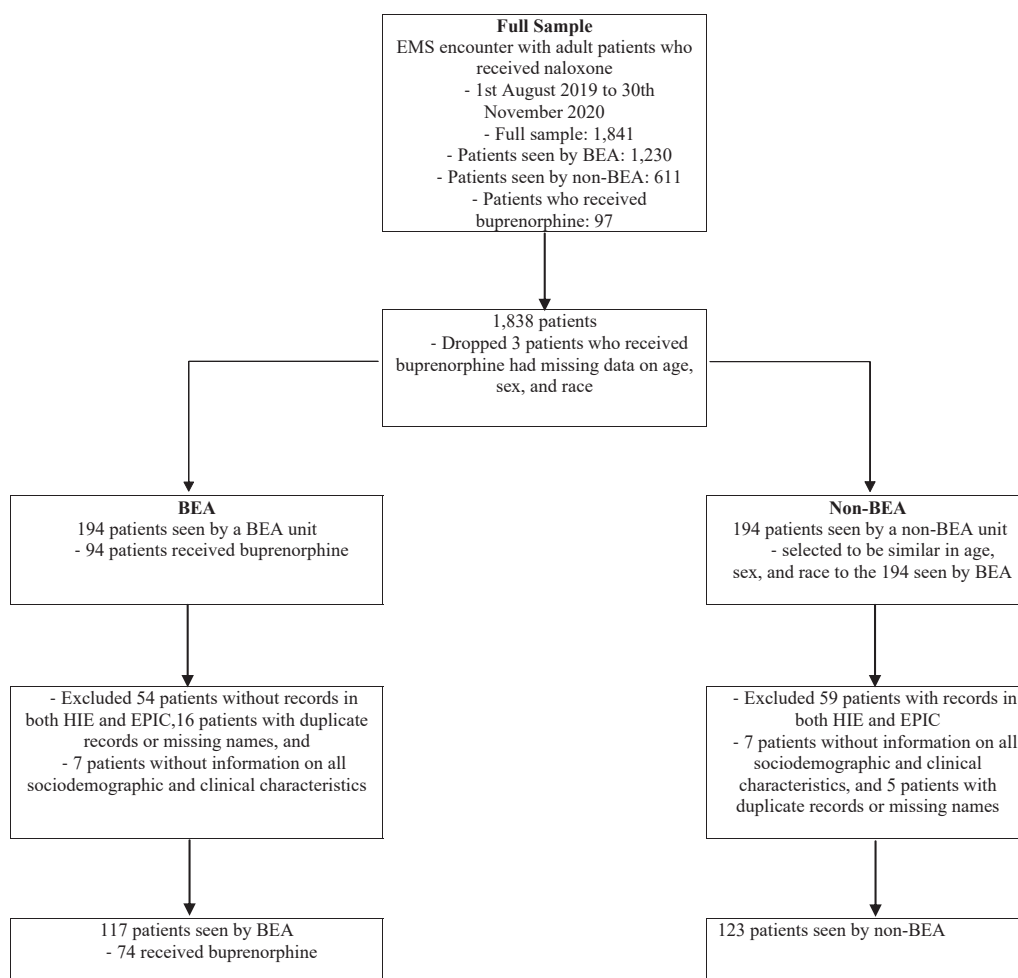 Full Sample
EMS encounter with adult patients who
received naloxone
- 1st August 2019 to 30th
November 2020
- Full sample: 1,841
- Patients seen by BEA: 1,230
- Patients seen by non-BEA: 611
- Patients who received
buprenorphine: 97
1,838 patients
- Dropped 3 patients who received
buprenorphine had missing data on age,
sex, and race
BEA
194 patients seen by a BEA unit
- 94 patients received buprenorphine
Non-BEA
194 patients seen by a non-BEA unit
- selected to be similar in age,
sex, and race to the 194 seen by BEA
- Excluded 54 patients without records in
both HIE and EPIC,16 patients with duplicate
records or missing names, and
- 7 patients without information on all
sociodemographic and clinical characteristics
- Excluded 59 patients with records in
both HIE and EPIC
- 7 patients without information on all
sociodemographic and clinical
characteristics, and 5 patients with
duplicate records or missing names
117 patients seen by BEA
- 74 received buprenorphine
123 patients seen by non-BEA